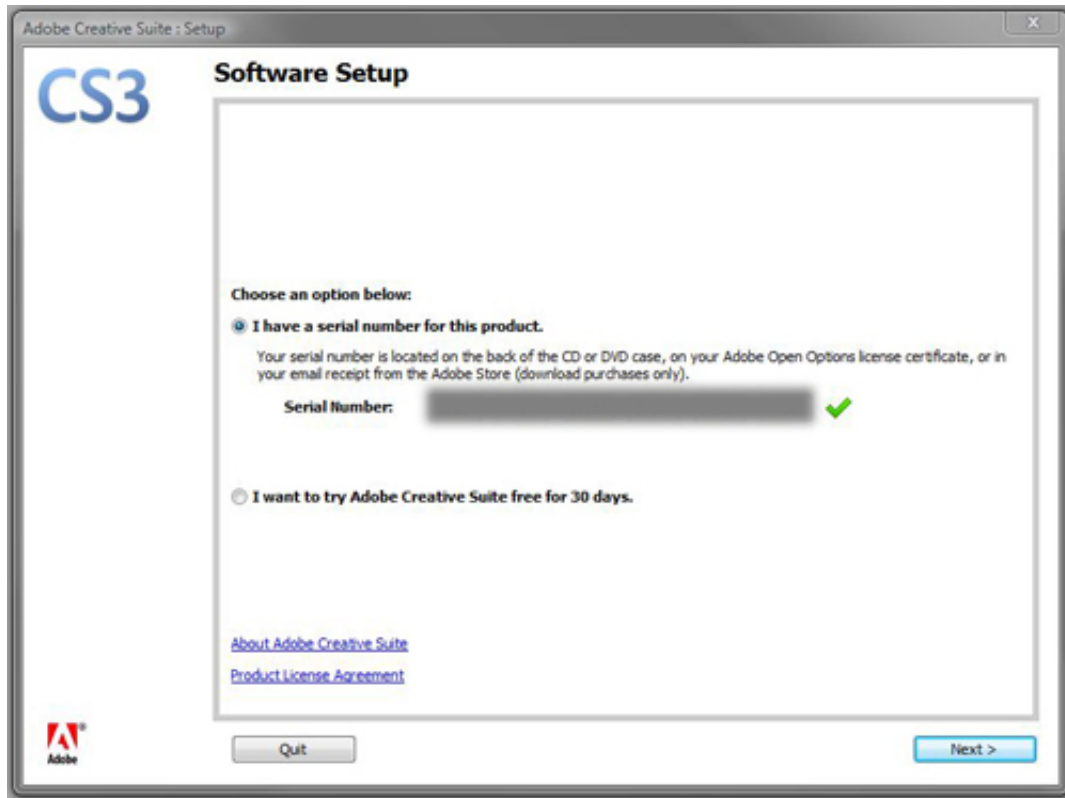 Adobe Creative Suite : Setup
X
CS3
Software Setup
Choose an option below:
I have a serial number for this product.
Your serial number is located on the back of the CD or DVD case, on your Adobe Open Options license certificate, or in
your email receipt from the Adobe Store (download purchases only).
Serial Number:
I want to try Adobe Creative Suite free for 30 days.
About Adobe Creative Suite
Product License Agreement
Adobe
Quit
Next >